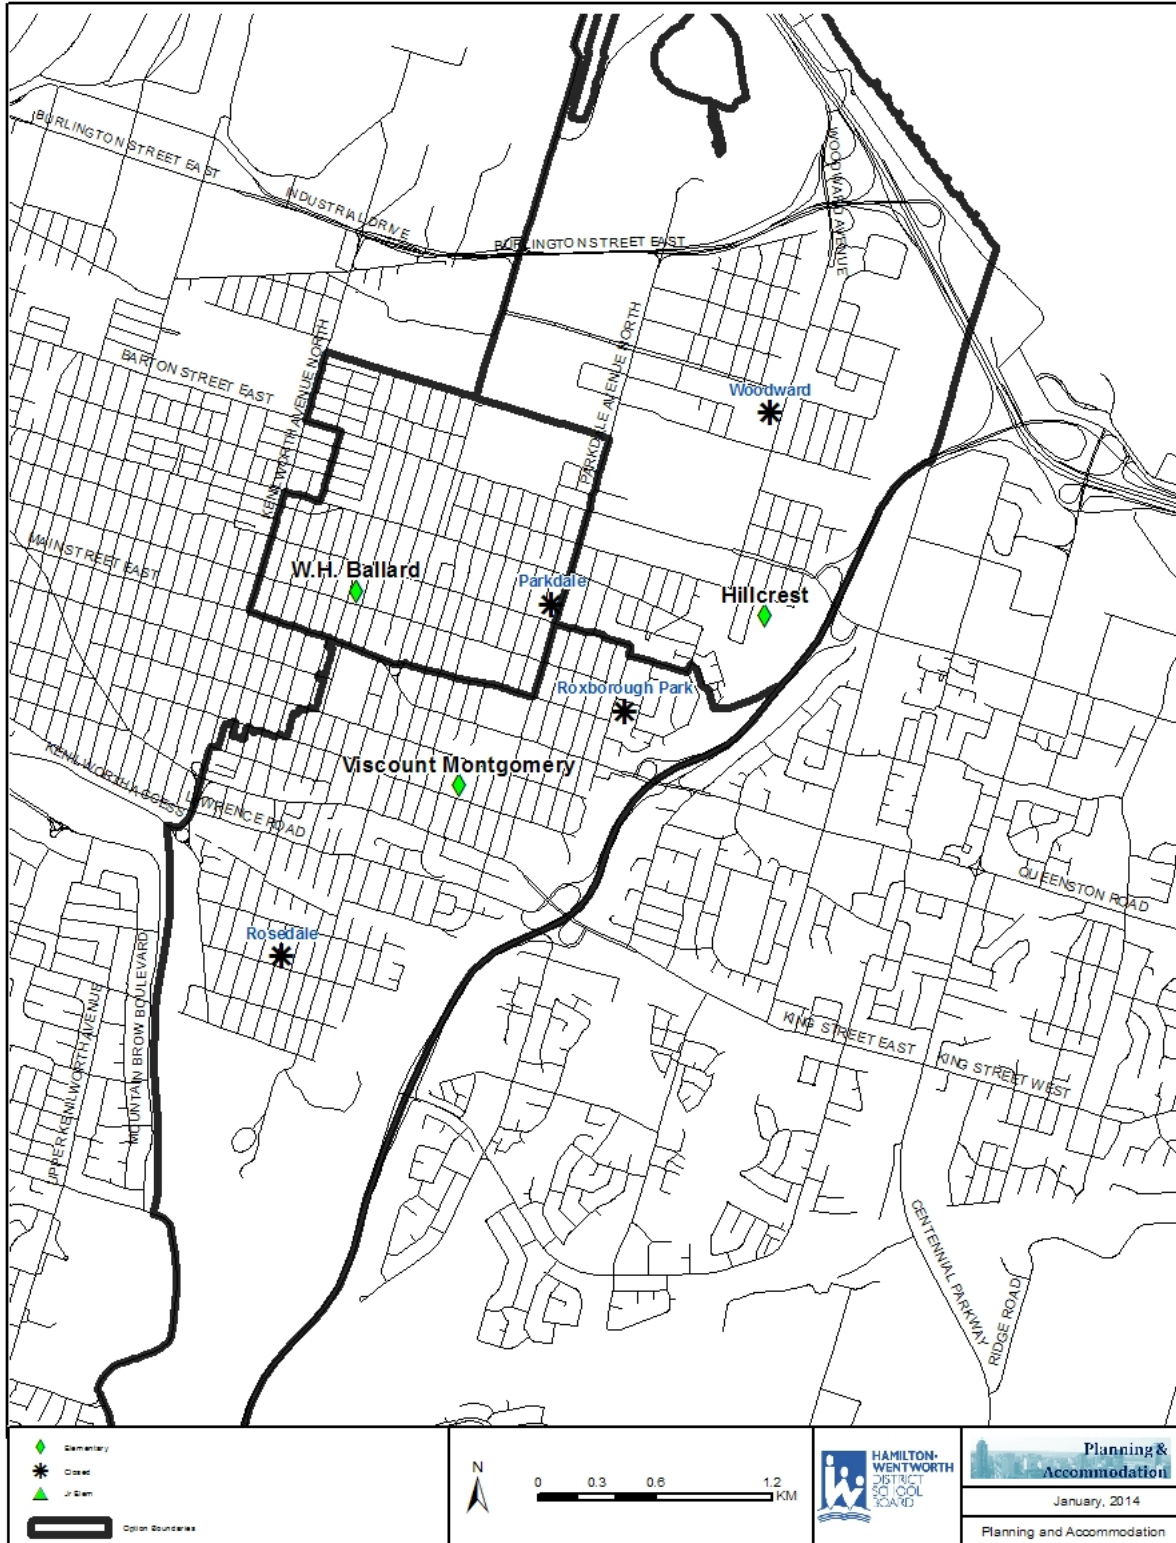 BURLINGTON STREET EAST
WOODWARD AVENUE
INDUSTRIAL DRIVE
BURLINGTON STREET EAST
KENILWORTH AVENUE NORTH
PARKDALE AVENUE NORTH
BARTON STREET EAST
Woodward
MAIN STREET EAST
W.H. Ballard
Parkdale
Hillcrest
Roxborough Park
KENILWORTH ACCESS
Viscount Montgomery
LAWRENCE ROAD
QUEENSTON ROAD
Rosedale
MOUNTAIN BROW BOULEVARD
UPPER KENILWORTH AVENUE
KING STREET EAST
KING STREET WEST
CENTENNIAL PARKWAY
RIDGE ROAD
Elementary
Closed
Jr Elem
Option Boundaries
N
0 0.3 0.6 1.2
KM
HAMILTON-
WENTWORTH
DISTRICT
SCHOOL
BOARD
Planning &
Accommodation
January, 2014
Planning and Accommodation